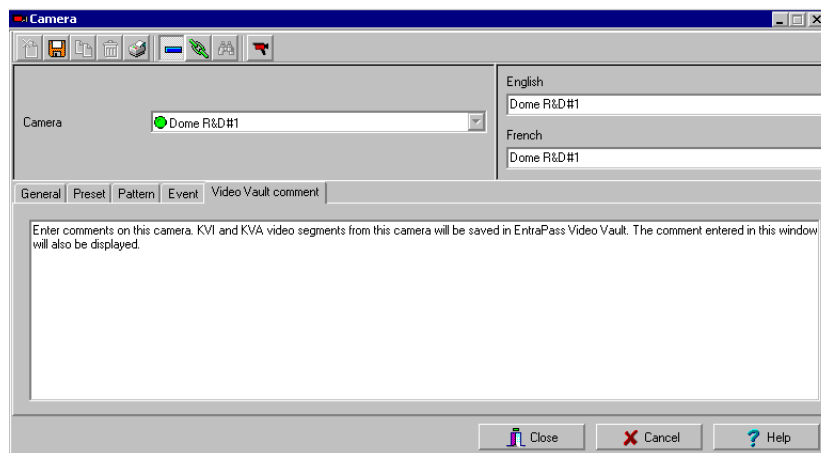 Camera
English
Dome R&D#1
Camera
Dome R&D#1
French
Dome R&D#1
General Preset Pattern Event Video Vault comment
Enter comments on this camera. KVI and KVA video segments from this camera will be saved in EntraPass Video Vault. The comment entered in this window
will also be displayed.
Close Cancel Help